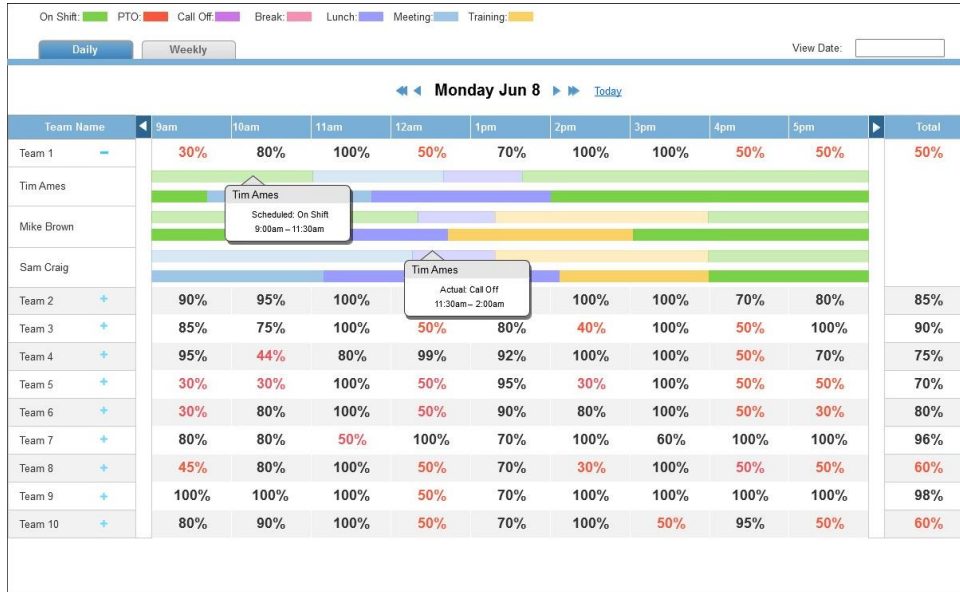 On Shift: PTO: Call Off: Break: Lunch: Meeting: Training:
Daily Weekly View Date:
Monday Jun 8 Today
Team Name 9am 10am 11am 12am 1pm 2pm 3pm 4pm 5pm Total
Team 1 30% 80% 100% 50% 70% 100% 100% 50% 50% 50%
Tim Ames
Tim Ames
Scheduled: On Shift
9:00am – 11:30am
Mike Brown
Sam Craig
Tim Ames
Actual: Call Off
11:30am – 2:00am
Team 2 90% 95% 100% 100% 100% 70% 80% 85%
Team 3 85% 75% 100% 50% 80% 40% 100% 50% 100% 90%
Team 4 95% 44% 80% 99% 92% 100% 100% 50% 70% 75%
Team 5 30% 30% 100% 50% 95% 30% 100% 50% 50% 70%
Team 6 30% 80% 100% 50% 90% 80% 100% 50% 30% 80%
Team 7 80% 80% 50% 100% 70% 100% 60% 100% 100% 96%
Team 8 45% 80% 100% 50% 70% 30% 100% 50% 50% 60%
Team 9 100% 100% 100% 50% 70% 100% 100% 100% 100% 98%
Team 10 80% 90% 100% 50% 70% 100% 50% 95% 50% 60%